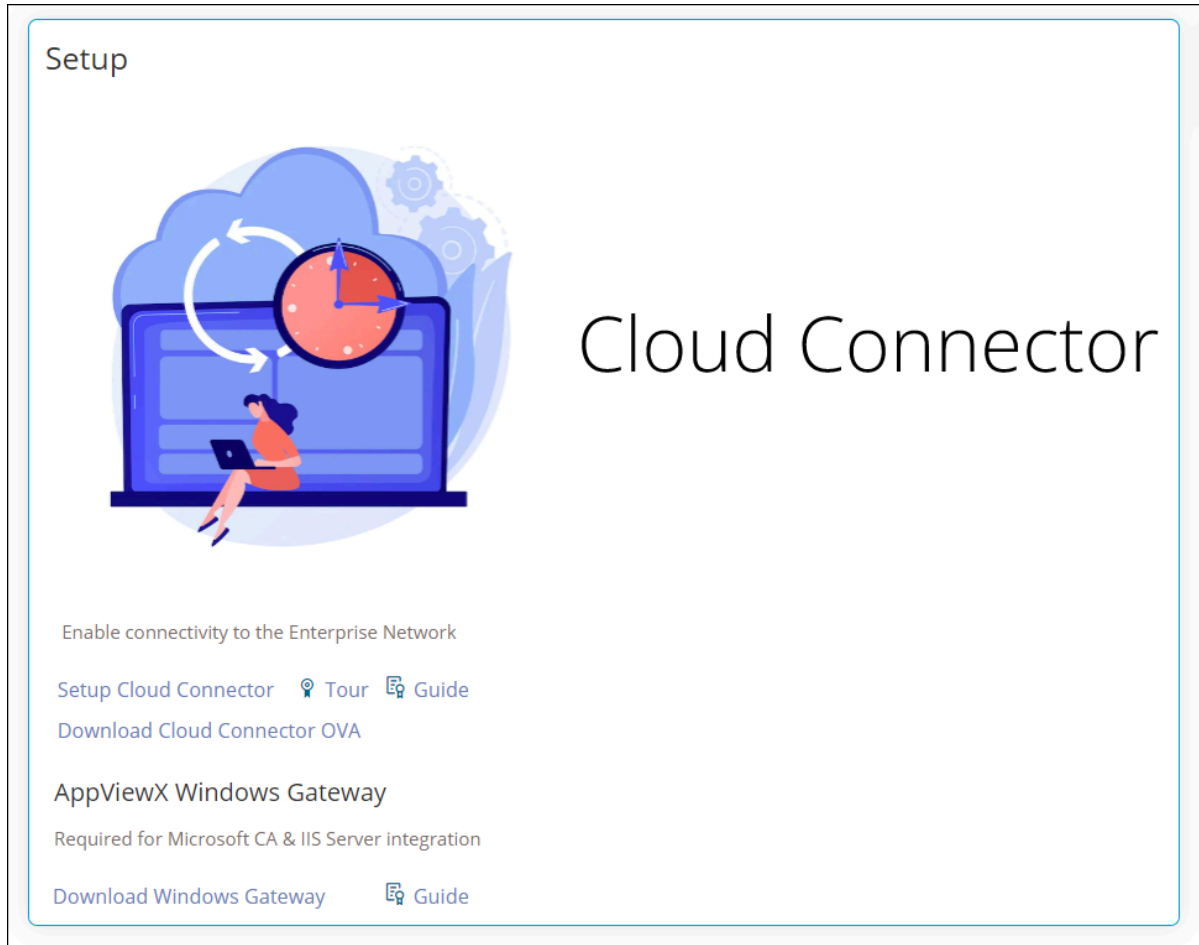 Setup
Cloud Connector
Enable connectivity to the Enterprise Network
Setup Cloud Connector Tour Guide
Download Cloud Connector OVA
AppViewX Windows Gateway
Required for Microsoft CA & IIS Server integration
Download Windows Gateway Guide